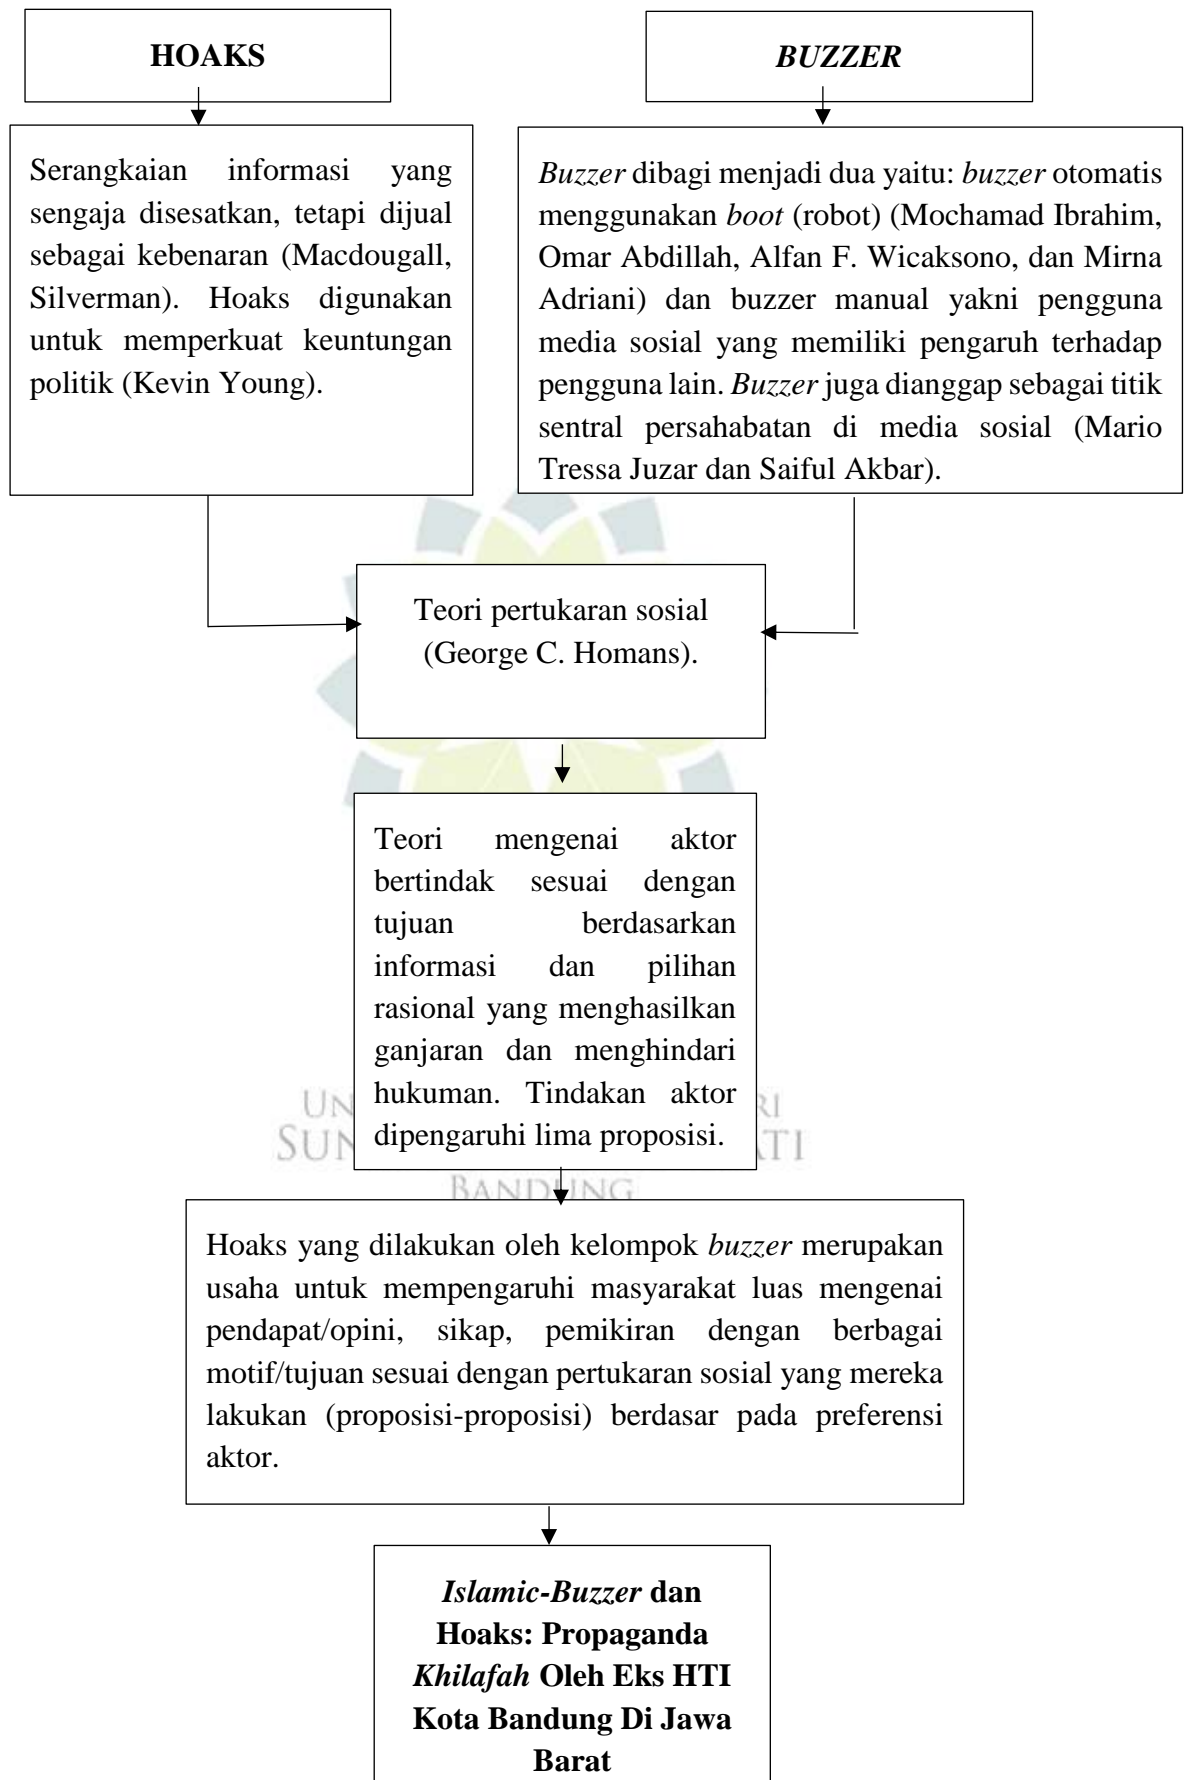 HOAKS
BUZZER
Serangkaian informasi yang
sengaja disesatkan, tetapi dijual
sebagai kebenaran (Macdougall,
Silverman). Hoaks digunakan
untuk memperkuat keuntungan
politik (Kevin Young).
Buzzer dibagi menjadi dua yaitu: buzzer otomatis
menggunakan boot (robot) (Mochamad Ibrahim,
Omar Abdillah, Alfan F. Wicaksono, dan Mirna
Adriani) dan buzzer manual yakni pengguna
media sosial yang memiliki pengaruh terhadap
pengguna lain. Buzzer juga dianggap sebagai titik
sentral persahabatan di media sosial (Mario
Tressa Juzar dan Saiful Akbar).
Teori pertukaran sosial
(George C. Homans).
Teori mengenai aktor
bertindak sesuai dengan
tujuan berdasarkan
informasi dan pilihan
rasional yang menghasilkan
ganjaran dan menghindari
hukuman. Tindakan aktor
dipengaruhi lima proposisi.
BANDUNG
Hoaks yang dilakukan oleh kelompok buzzer merupakan
usaha untuk mempengaruhi masyarakat luas mengenai
pendapat/opini, sikap, pemikiran dengan berbagai
motif/tujuan sesuai dengan pertukaran sosial yang mereka
lakukan (proposisi-proposisi) berdasar pada preferensi
aktor.
Islamic-Buzzer dan
Hoaks: Propaganda
Khilafah Oleh Eks HTI
Kota Bandung Di Jawa
Barat